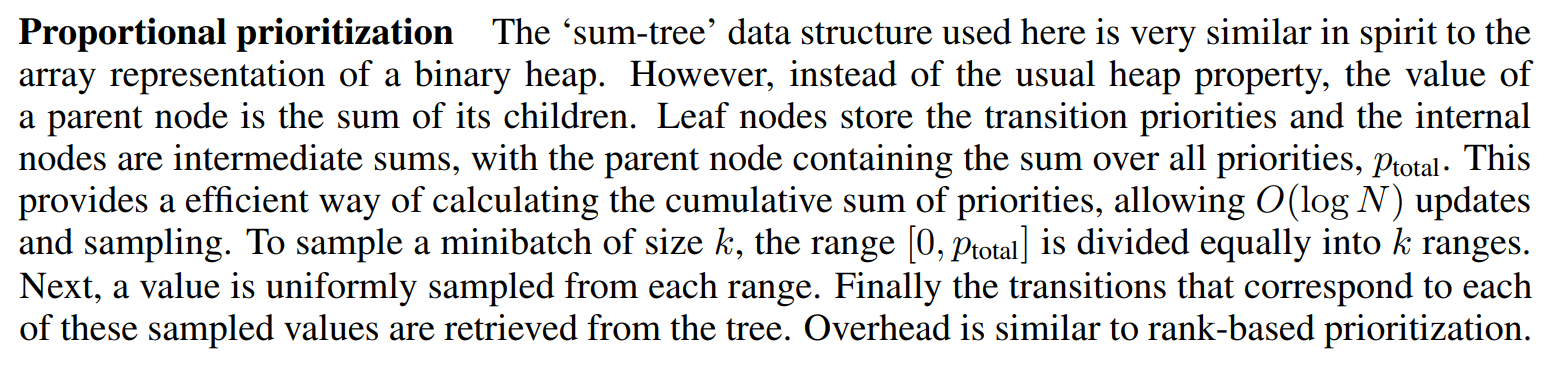 Proportional prioritization The ‘sum-tree’ data structure used here is very similar in spirit to the
array representation of a binary heap. However, instead of the usual heap property, the value of
a parent node is the sum of its children. Leaf nodes store the transition priorities and the internal
nodes are intermediate sums, with the parent node containing the sum over all priorities, p_total. This
provides a efficient way of calculating the cumulative sum of priorities, allowing O(log N) updates
and sampling. To sample a minibatch of size k, the range [0, p_total] is divided equally into k ranges.
Next, a value is uniformly sampled from each range. Finally the transitions that correspond to each
of these sampled values are retrieved from the tree. Overhead is similar to rank-based prioritization.